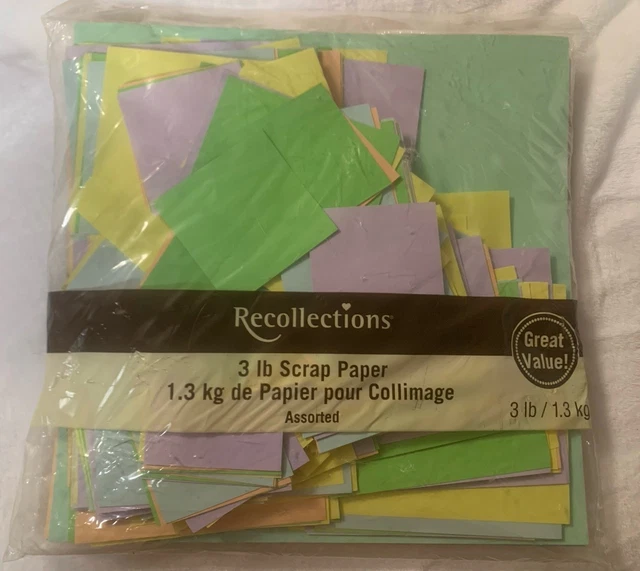 Recollections
3 lb Scrap Paper
1.3 kg de Papier pour Collimage
Assorted
Great
Value!
3 lb / 1.3 kg